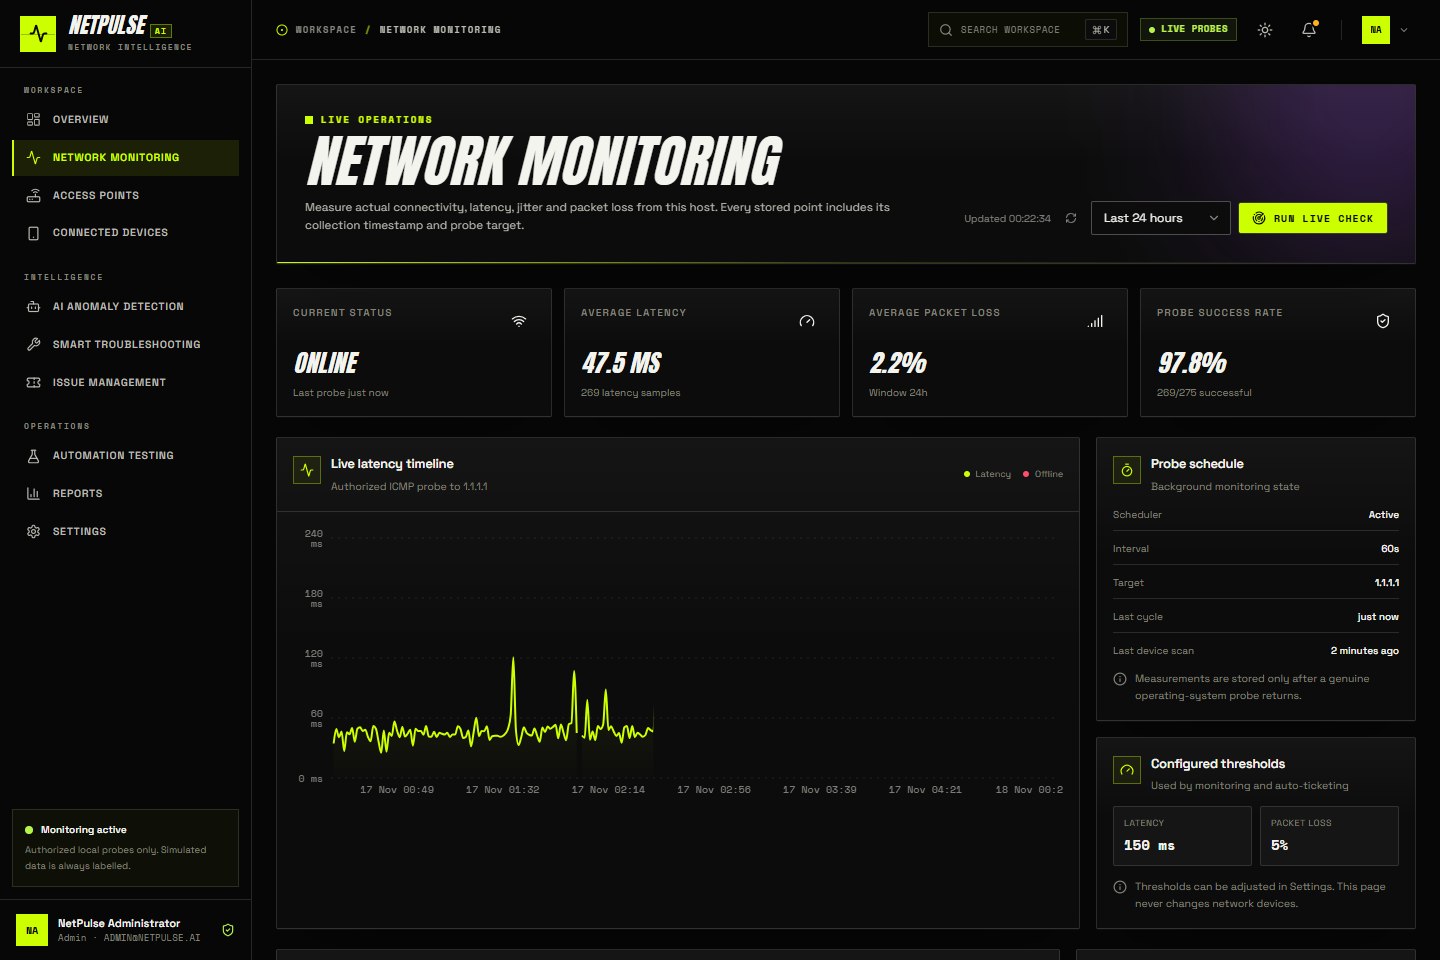 NETPULSE AI
NETWORK INTELLIGENCE
WORKSPACE
OVERVIEW
NETWORK MONITORING
ACCESS POINTS
CONNECTED DEVICES
INTELLIGENCE
AI ANOMALY DETECTION
SMART TROUBLESHOOTING
ISSUE MANAGEMENT
OPERATIONS
AUTOMATION TESTING
REPORTS
SETTINGS
Monitoring active
Authorized local probes only. Simulated
data is always labelled.
NA
NetPulse Administrator
Admin · ADMIN@NETPULSE.AI
WORKSPACE / NETWORK MONITORING
SEARCH WORKSPACE ⌘K
LIVE PROBES
NA
LIVE OPERATIONS
NETWORK MONITORING
Measure actual connectivity, latency, jitter and packet loss from this host. Every stored point includes its
collection timestamp and probe target.
Updated 00:22:34
Last 24 hours
RUN LIVE CHECK
CURRENT STATUS
ONLINE
Last probe just now
AVERAGE LATENCY
47.5 MS
269 latency samples
AVERAGE PACKET LOSS
2.2%
Window 24h
PROBE SUCCESS RATE
97.8%
269/275 successful
Live latency timeline
Authorized ICMP probe to 1.1.1.1
Latency Offline
240
ms
180
ms
120
ms
60
ms
0 ms
17 Nov 00:49 17 Nov 01:32 17 Nov 02:14 17 Nov 02:56 17 Nov 03:39 17 Nov 04:21 18 Nov 00:2
Probe schedule
Background monitoring state
Scheduler Active
Interval 60s
Target 1.1.1.1
Last cycle just now
Last device scan 2 minutes ago
Measurements are stored only after a genuine
operating-system probe returns.
Configured thresholds
Used by monitoring and auto-ticketing
LATENCY
150 ms
PACKET LOSS
5%
Thresholds can be adjusted in Settings. This page
never changes network devices.